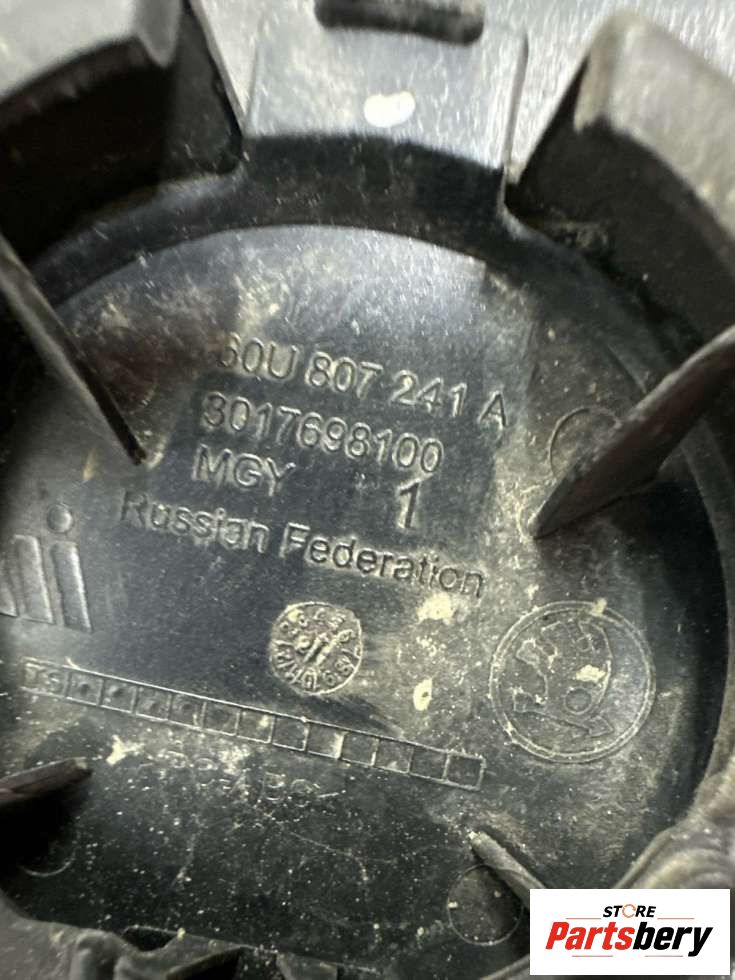 60U 807 241 A
3017698100
MGY 1
Russian Federation
STORE
Partsbery